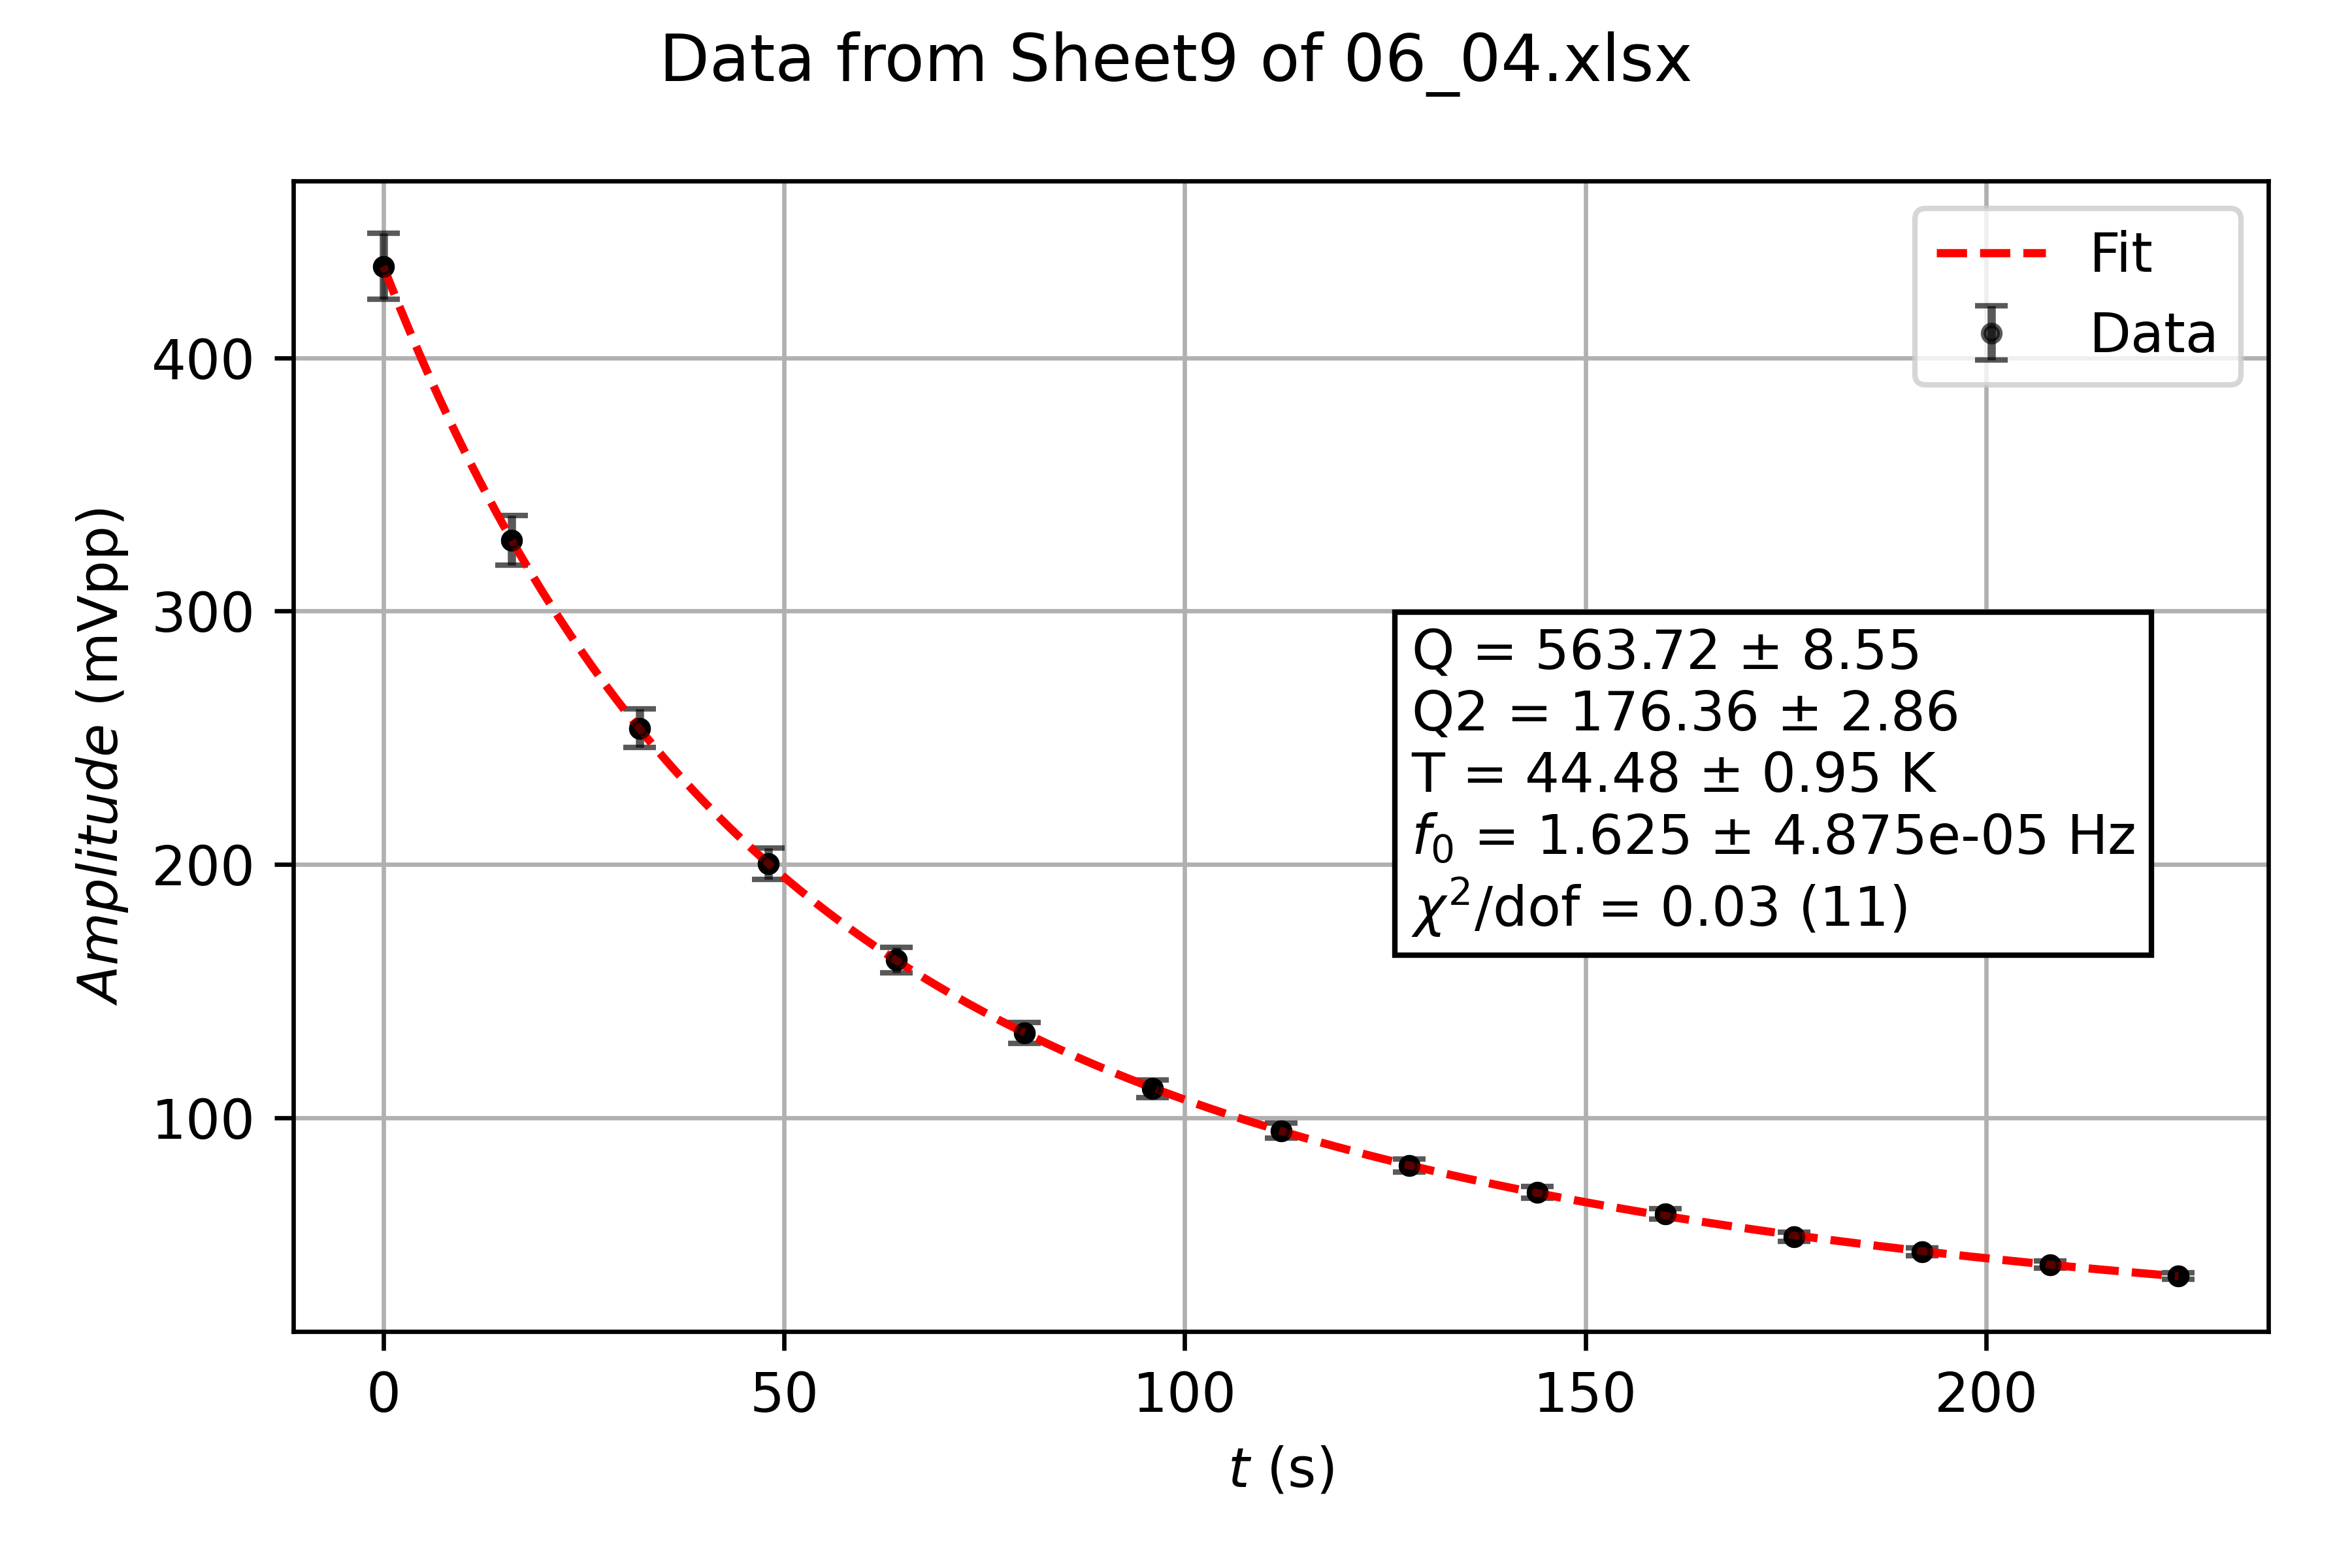 Data from Sheet9 of 06_04.xlsx
Fit
Data
400
300
200
100
Amplitude (mVpp)
Q = 563.72 ± 8.55
Q2 = 176.36 ± 2.86
T = 44.48 ± 0.95 K
f₀ = 1.625 ± 4.875e-05 Hz
χ²/dof = 0.03 (11)
0 50 100 150 200
t (s)